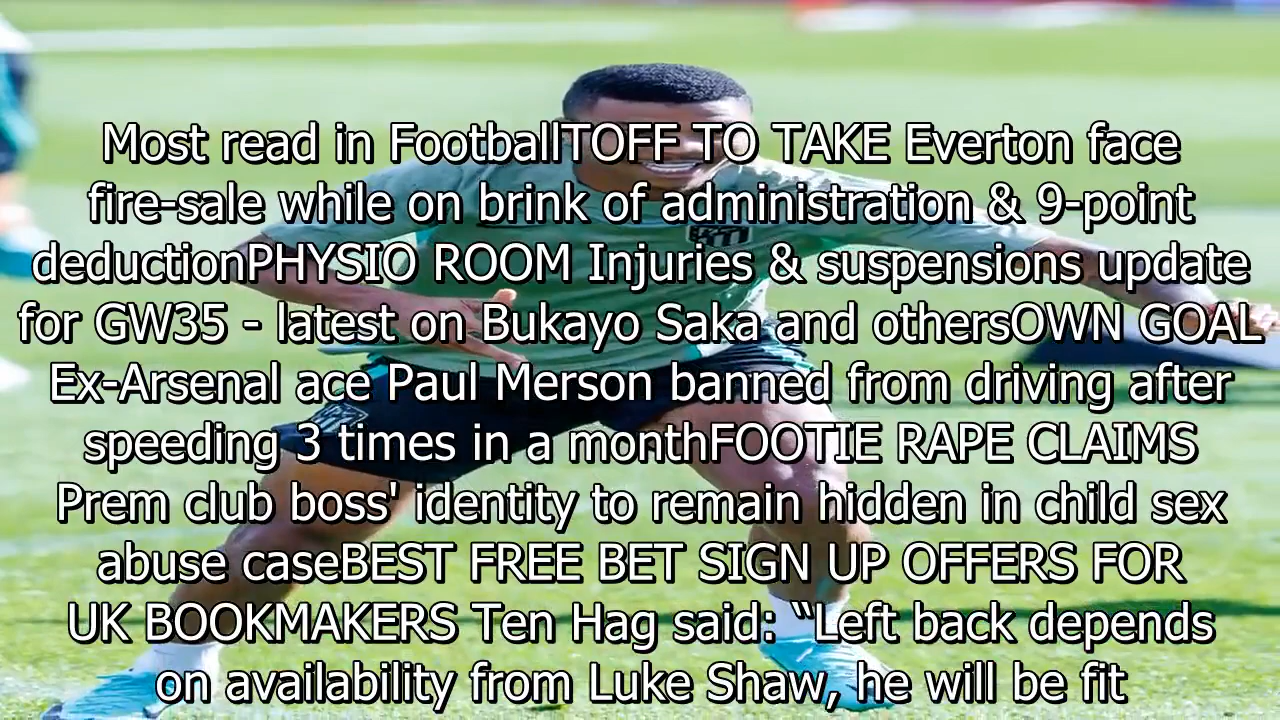 Most read in FootballTOFF TO TAKE Everton face
fire-sale while on brink of administration & 9-point
deductionPHYSIO ROOM Injuries & suspensions update
for GW35 - latest on Bukayo Saka and othersOWN GOAL
Ex-Arsenal ace Paul Merson banned from driving after
speeding 3 times in a monthFOOTIE RAPE CLAIMS
Prem club boss' identity to remain hidden in child sex
abuse caseBEST FREE BET SIGN UP OFFERS FOR
UK BOOKMAKERS Ten Hag said: “Left back depends
on availability from Luke Shaw, he will be fit